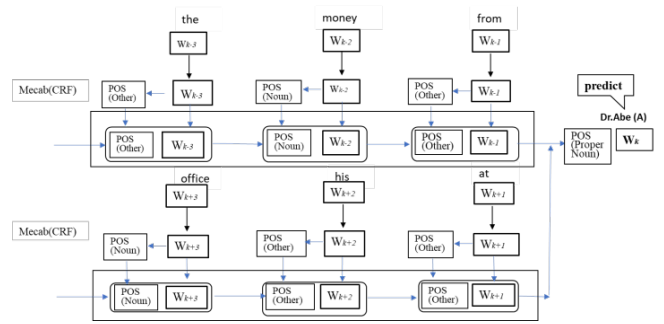 the money from
Wk-3 Wk-2 Wk-1
Mecab(CRF)
POS (Other) Wk-3 POS (Noun) Wk-2 POS (Other) Wk-1
predict
Dr.Abe (A)
POS (Other) Wk-3 POS (Noun) Wk-2 POS (Other) Wk-1 POS (Proper Noun) Wk
office his at
Wk+3 Wk+2 Wk+1
Mecab(CRF)
POS (Noun) Wk+3 POS (Other) Wk+2 POS (Other) Wk+1
POS (Noun) Wk+3 POS (Other) Wk+2 POS (Other) Wk+1